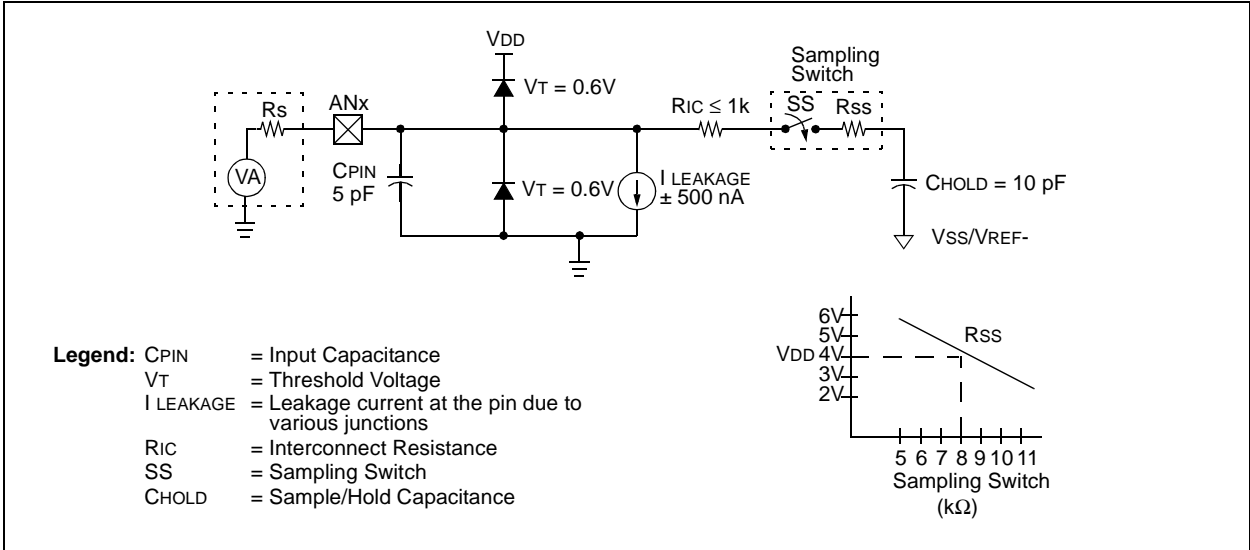 VDD
Sampling
Switch
VT = 0.6V
RIC ≤ 1k
SS
RSS
Rs
ANx
VA
CPIN
5 pF
VT = 0.6V
I LEAKAGE
± 500 nA
CHOLD = 10 pF
VSS/VREF-
Legend: CPIN = Input Capacitance
VT = Threshold Voltage
I LEAKAGE = Leakage current at the pin due to
various junctions
RIC = Interconnect Resistance
SS = Sampling Switch
CHOLD = Sample/Hold Capacitance
6V
5V
VDD 4V
3V
2V
RSS
5 6 7 8 9 10 11
Sampling Switch
(kΩ)